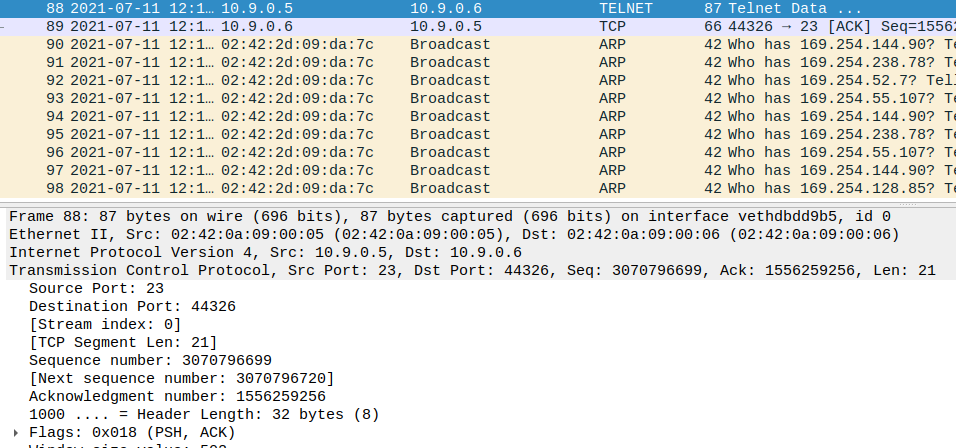 88 2021-07-11 12:1… 10.9.0.5 10.9.0.6 TELNET 87 Telnet Data ...
89 2021-07-11 12:1… 10.9.0.6 10.9.0.5 TCP 66 44326 → 23 [ACK] Seq=15562
90 2021-07-11 12:1… 02:42:2d:09:da:7c Broadcast ARP 42 Who has 169.254.144.90? Te
91 2021-07-11 12:1… 02:42:2d:09:da:7c Broadcast ARP 42 Who has 169.254.238.78? Te
92 2021-07-11 12:1… 02:42:2d:09:da:7c Broadcast ARP 42 Who has 169.254.52.7? Tell
93 2021-07-11 12:1… 02:42:2d:09:da:7c Broadcast ARP 42 Who has 169.254.55.107? Te
94 2021-07-11 12:1… 02:42:2d:09:da:7c Broadcast ARP 42 Who has 169.254.144.90? Te
95 2021-07-11 12:1… 02:42:2d:09:da:7c Broadcast ARP 42 Who has 169.254.238.78? Te
96 2021-07-11 12:1… 02:42:2d:09:da:7c Broadcast ARP 42 Who has 169.254.55.107? Te
97 2021-07-11 12:1… 02:42:2d:09:da:7c Broadcast ARP 42 Who has 169.254.144.90? Te
98 2021-07-11 12:1… 02:42:2d:09:da:7c Broadcast ARP 42 Who has 169.254.128.85? Te
Frame 88: 87 bytes on wire (696 bits), 87 bytes captured (696 bits) on interface vethdbdd9b5, id 0
Ethernet II, Src: 02:42:0a:09:00:05 (02:42:0a:09:00:05), Dst: 02:42:0a:09:00:06 (02:42:0a:09:00:06)
Internet Protocol Version 4, Src: 10.9.0.5, Dst: 10.9.0.6
Transmission Control Protocol, Src Port: 23, Dst Port: 44326, Seq: 3070796699, Ack: 1556259256, Len: 21
Source Port: 23
Destination Port: 44326
[Stream index: 0]
[TCP Segment Len: 21]
Sequence number: 3070796699
[Next sequence number: 3070796720]
Acknowledgment number: 1556259256
1000 .... = Header Length: 32 bytes (8)
Flags: 0x018 (PSH, ACK)